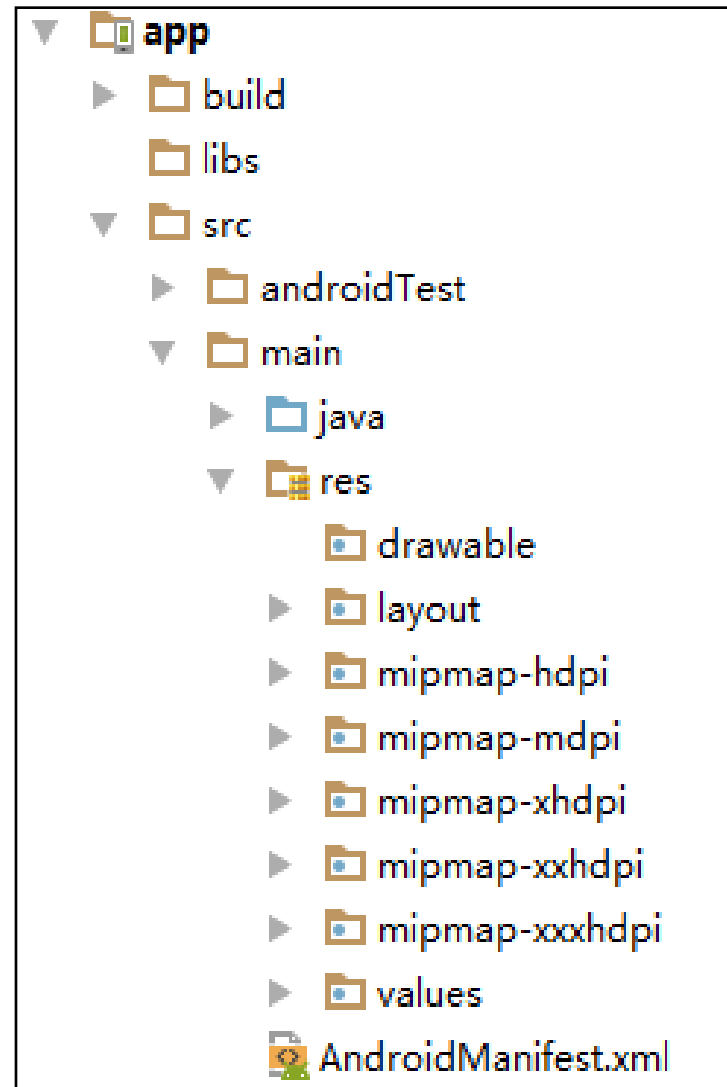 app
build
libs
src
androidTest
main
java
res
drawable
layout
mipmap-hdpi
mipmap-mdpi
mipmap-xhdpi
mipmap-xxhdpi
mipmap-xxxhdpi
values
AndroidManifest.xml